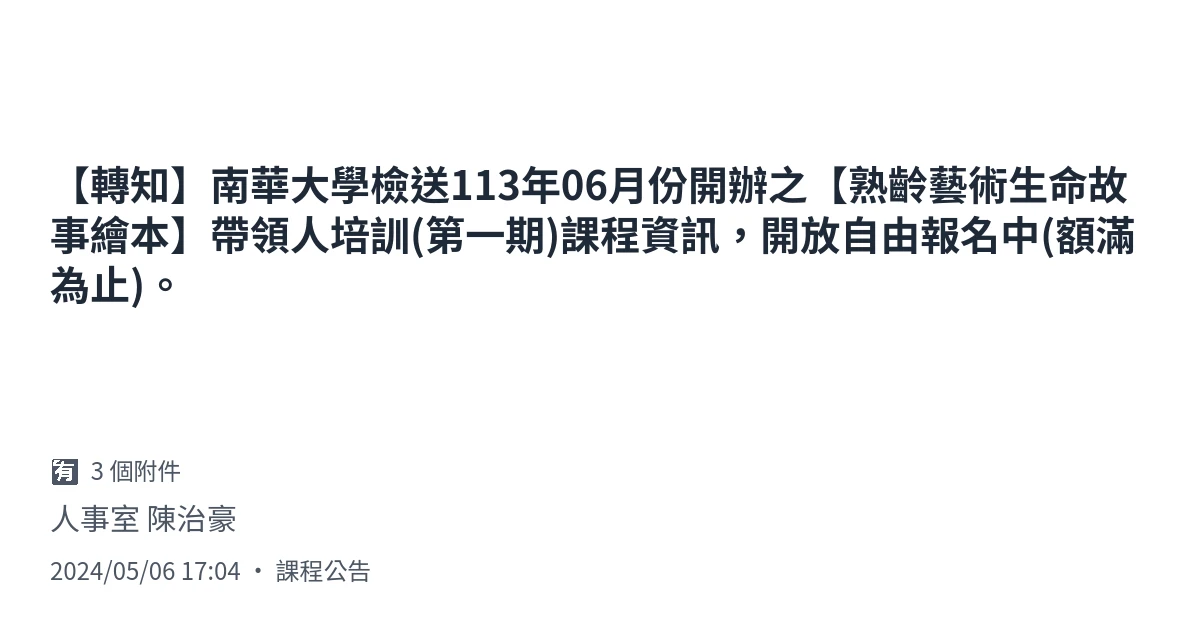 【轉知】南華大學檢送113年06月份開辦之【熟齡藝術生命故
事繪本】帶領人培訓(第一期)課程資訊，開放自由報名中(額滿
為止)。
🈶 3 個附件
人事室 陳治豪
2024/05/06 17:04 ・ 課程公告